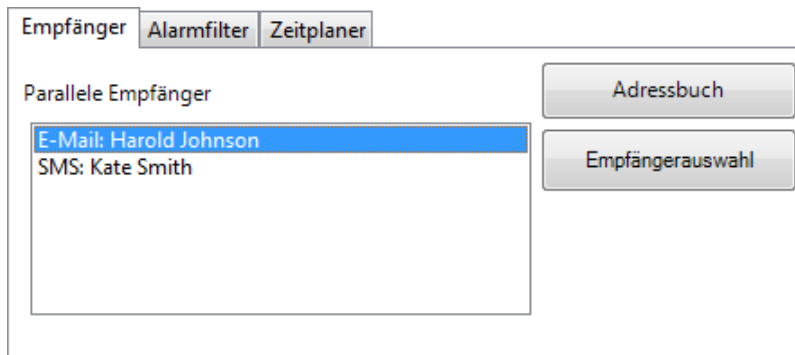 Empfänger Alarmfilter Zeitplaner
Parallele Empfänger
Adressbuch
E-Mail: Harold Johnson
SMS: Kate Smith
Empfängerauswahl